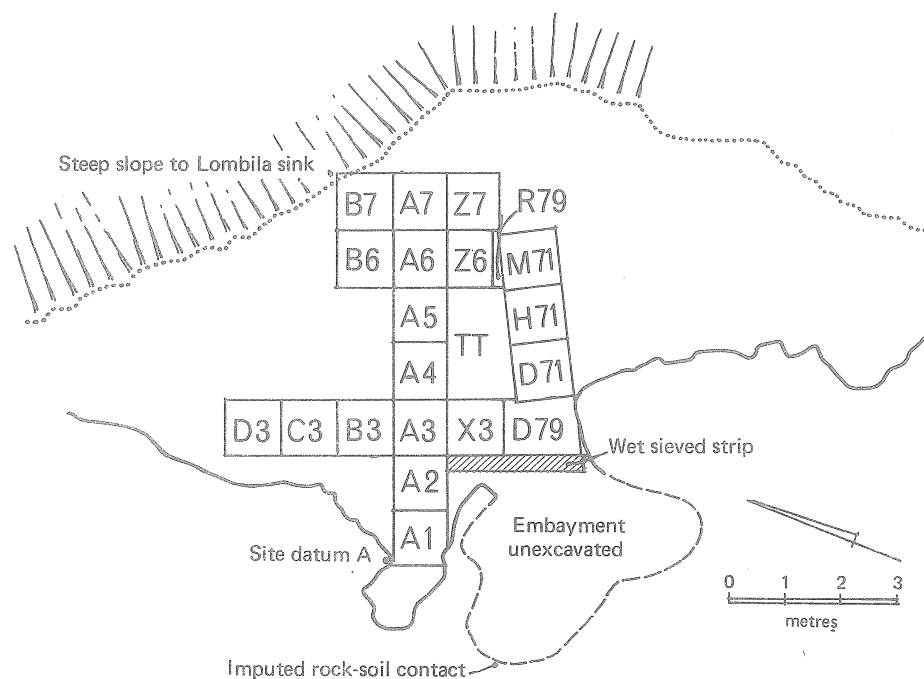 Steep slope to Lombila sink
B7 A7 Z7 R79
B6 A6 Z6 M71
A5 H71
TT
A4 D71
D3 C3 B3 A3 X3 D79
Wet sieved strip
A2
Embayment
unexcavated
A1
Site datum A
0 1 2 3
metres
Imputed rock-soil contact